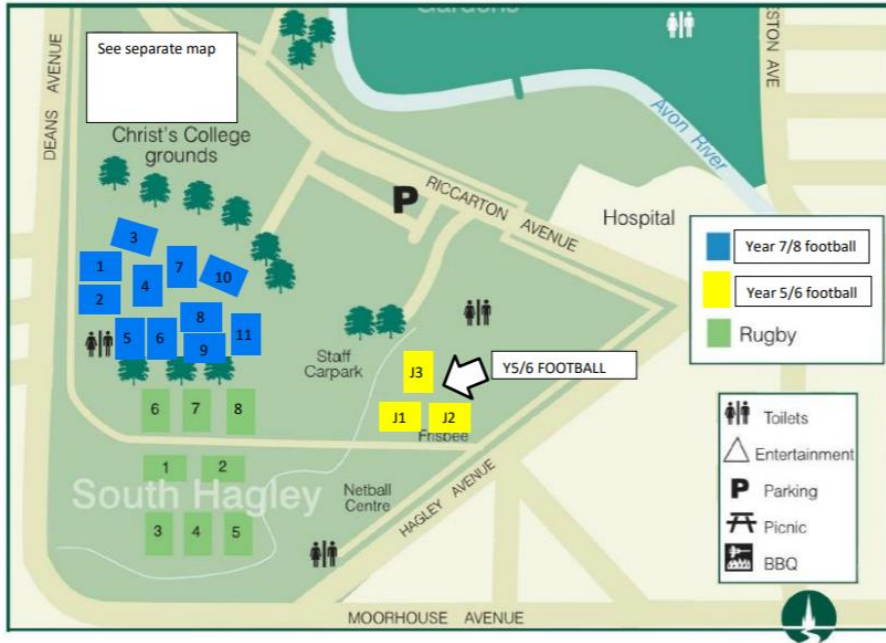 Gardens
See separate map
DEANS AVENUE
Christ's College
grounds
RICCARTON AVENUE
P
Avon River
ESTON AVE
Hospital
Year 7/8 football
Year 5/6 football
Rugby
3
1
2
4
7
10
5
6
8
9
11
Staff
Carpark
J3
Y5/6 FOOTBALL
J1
J2
Frisbee
6
7
8
1
2
South Hagley
3
4
5
Netball
Centre
HAGLEY AVENUE
MOORHOUSE AVENUE
Toilets
Entertainment
P
Parking
Picnic
BBQ